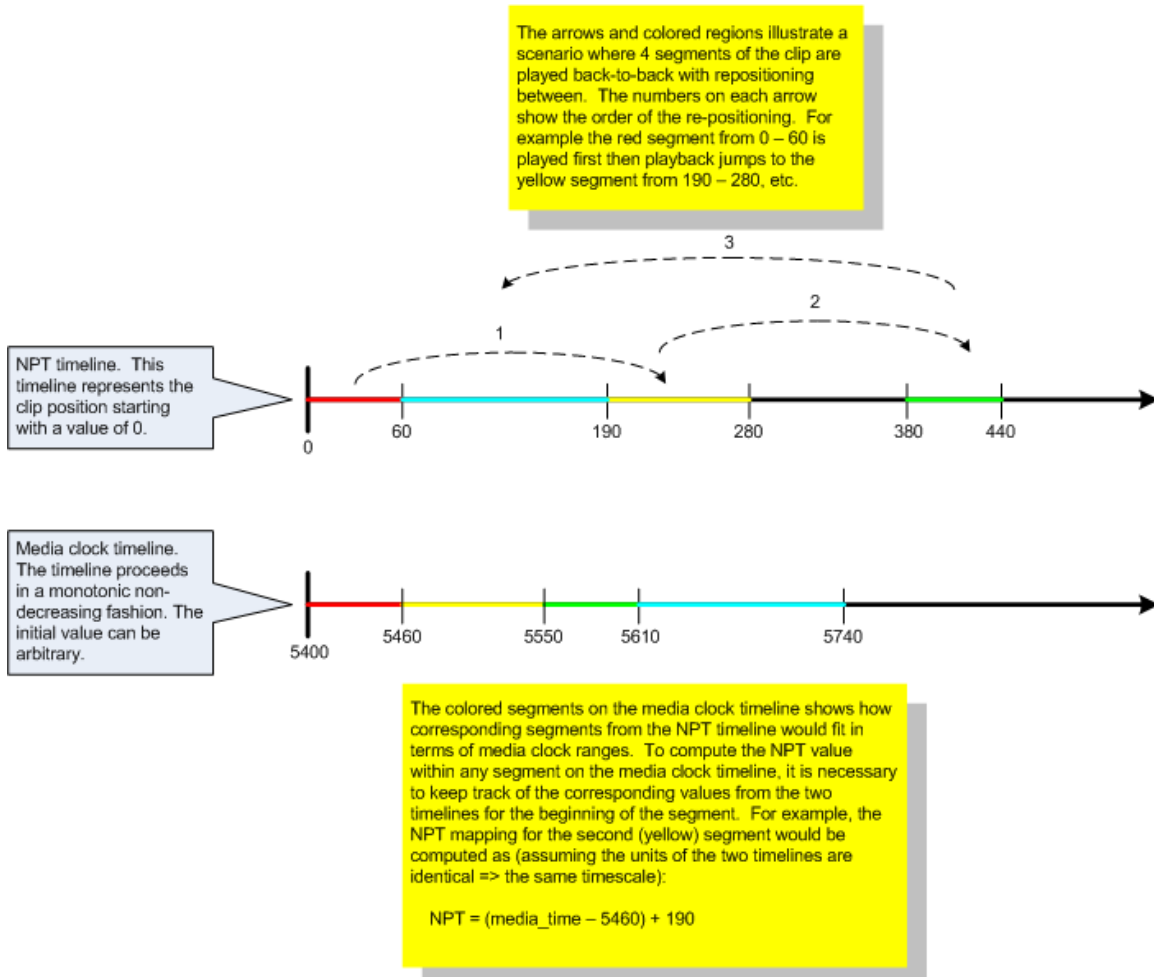 The arrows and colored regions illustrate a
scenario where 4 segments of the clip are
played back-to-back with repositioning
between. The numbers on each arrow
show the order of the re-positioning. For
example the red segment from 0 – 60 is
played first then playback jumps to the
yellow segment from 190 – 280, etc.
3
2
1
NPT timeline. This
timeline represents the
clip position starting
with a value of 0.
0
60
190
280
380
440
Media clock timeline.
The timeline proceeds
in a monotonic non-
decreasing fashion. The
initial value can be
arbitrary.
5400
5460
5550
5610
5740
The colored segments on the media clock timeline shows how
corresponding segments from the NPT timeline would fit in
terms of media clock ranges. To compute the NPT value
within any segment on the media clock timeline, it is necessary
to keep track of the corresponding values from the two
timelines for the beginning of the segment. For example, the
NPT mapping for the second (yellow) segment would be
computed as (assuming the units of the two timelines are
identical => the same timescale):
NPT = (media_time – 5460) + 190